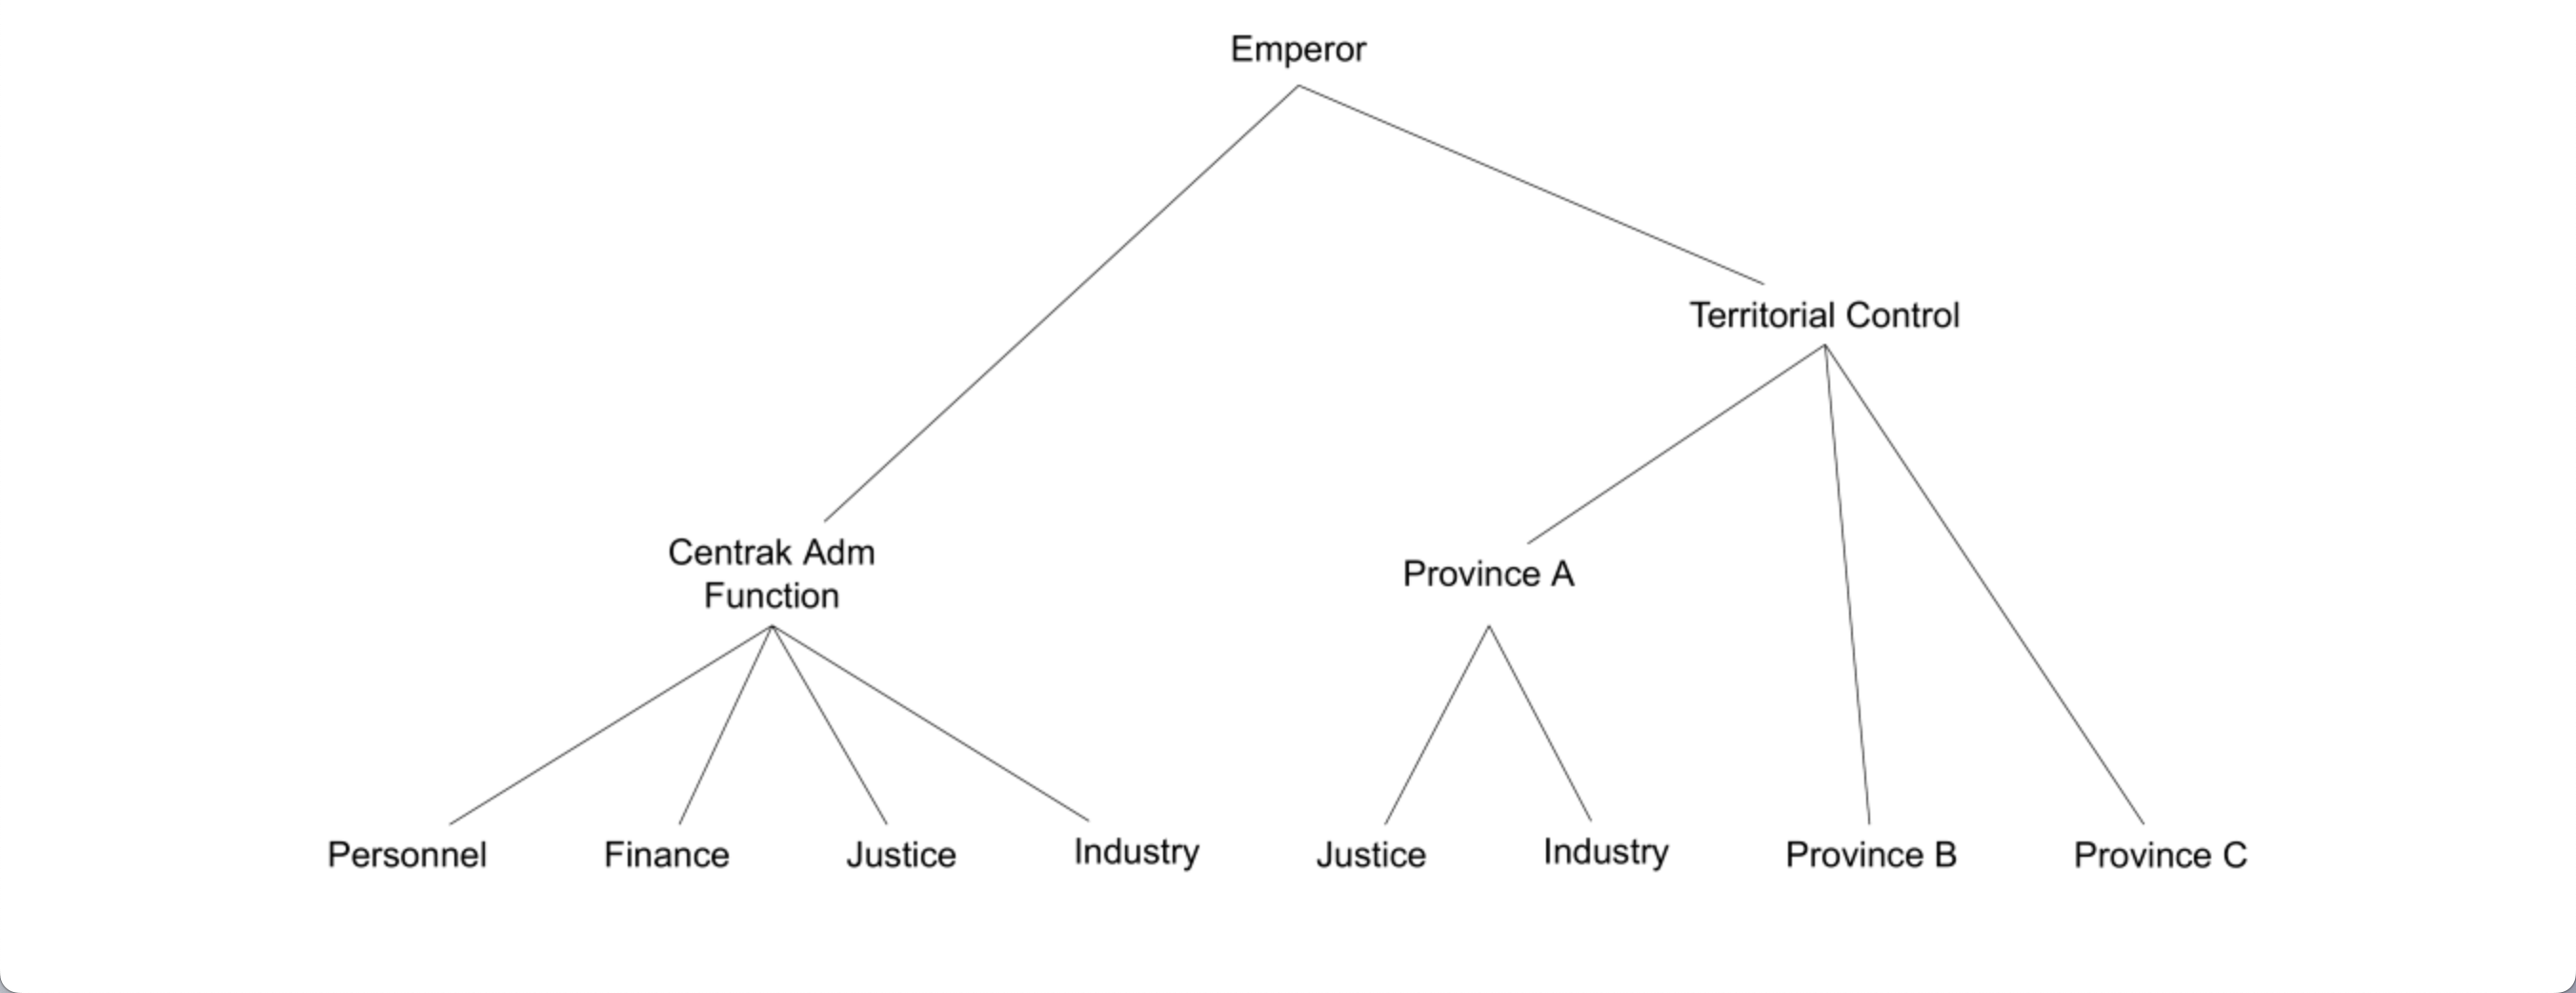 Emperor
Territorial Control
Centrak Adm
Function
Province A
Personnel
Finance
Justice
Industry
Justice
Industry
Province B
Province C